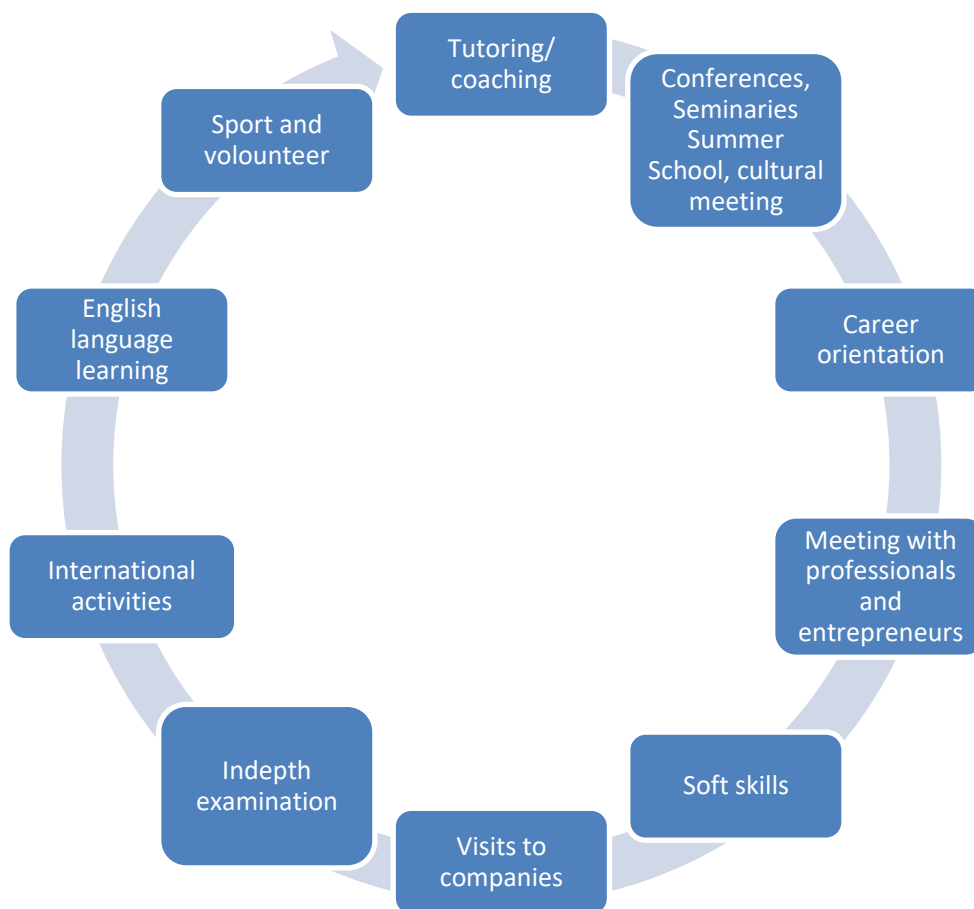 Tutoring/
coaching
Conferences,
Seminaries
Summer
School, cultural
meeting
Career
orientation
Meeting with
professionals
and
entrepreneurs
Soft skills
Visits to
companies
Indepth
examination
International
activities
English
language
learning
Sport and
volounteer